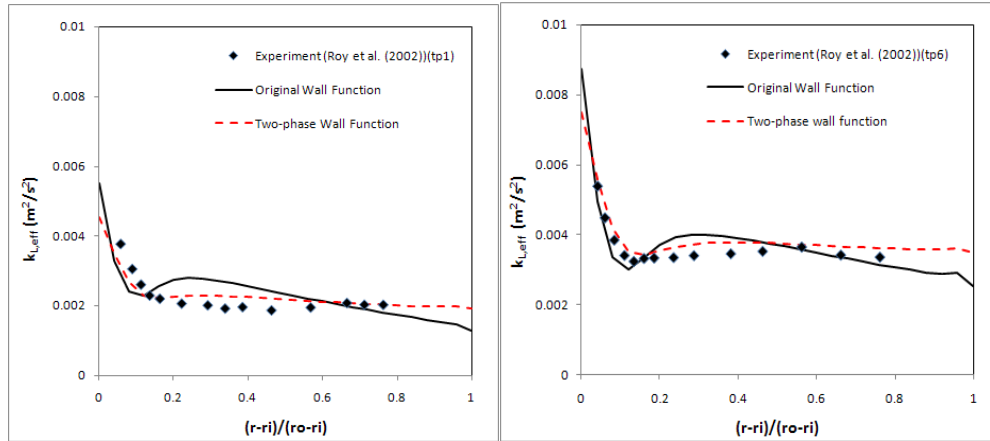 0.01
0.008
0.006
0.004
0.002
0
k_L,eff (m²/s²)
Experiment(Roy et al. (2002))(tp1)
Original Wall Function
Two-phase Wall Function
0
0.2
0.4
0.6
0.8
1
(r-ri)/(ro-ri)
0.01
0.008
0.006
0.004
0.002
0
k_L,eff (m²/s²)
Experiment(Roy et al. (2002))(tp6)
Original Wall Function
Two-phase wall function
0
0.2
0.4
0.6
0.8
1
(r-ri)/(ro-ri)